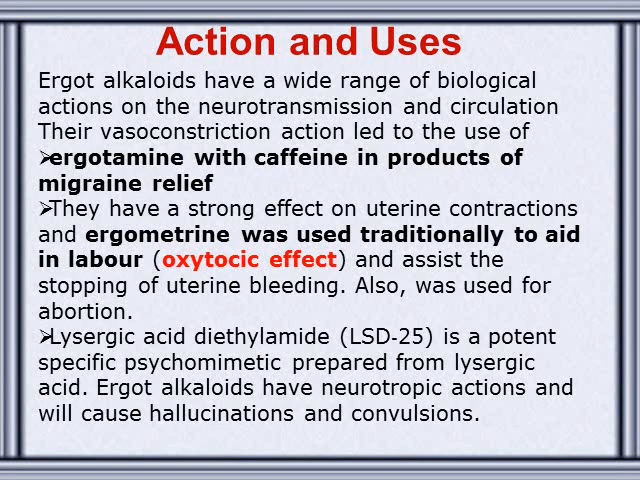 Action and Uses
Ergot alkaloids have a wide range of biological
actions on the neurotransmission and circulation
Their vasoconstriction action led to the use of
➢ergotamine with caffeine in products of
migraine relief
➢They have a strong effect on uterine contractions
and ergometrine was used traditionally to aid
in labour (oxytocic effect) and assist the
stopping of uterine bleeding. Also, was used for
abortion.
➢Lysergic acid diethylamide (LSD-25) is a potent
specific psychomimetic prepared from lysergic
acid. Ergot alkaloids have neurotropic actions and
will cause hallucinations and convulsions.